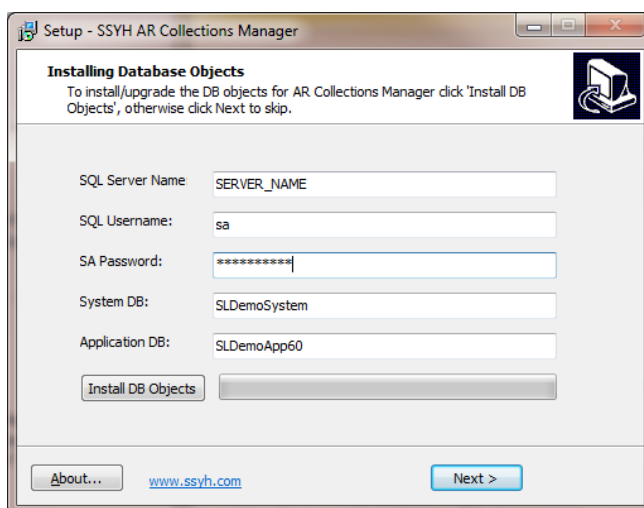 Setup - SSYH AR Collections Manager
Installing Database Objects
To install/upgrade the DB objects for AR Collections Manager click 'Install DB
Objects', otherwise click Next to skip.
SQL Server Name SERVER_NAME
SQL Username: sa
SA Password: **********
System DB: SLDemoSystem
Application DB: SLDemoApp60
Install DB Objects
About... www.ssyh.com Next >